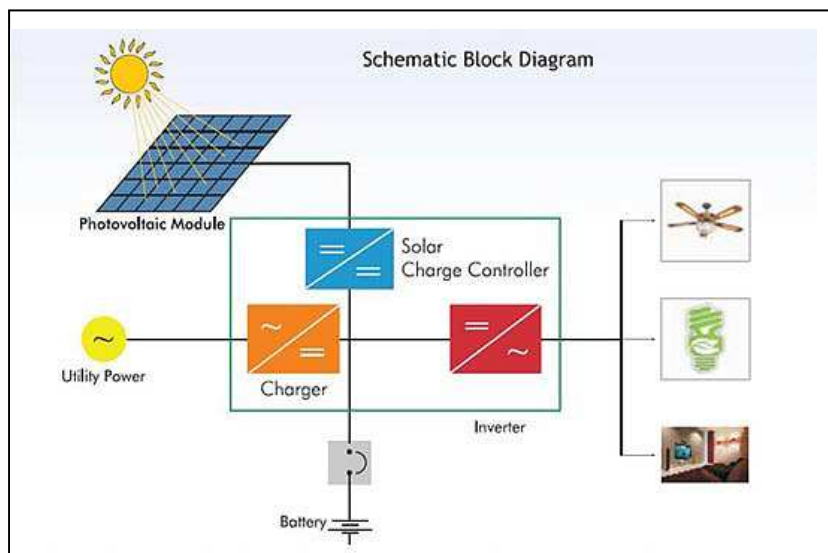 Schematic Block Diagram
Photovoltaic Module
Solar
Charge Controller
Utility Power
Charger
Inverter
Battery